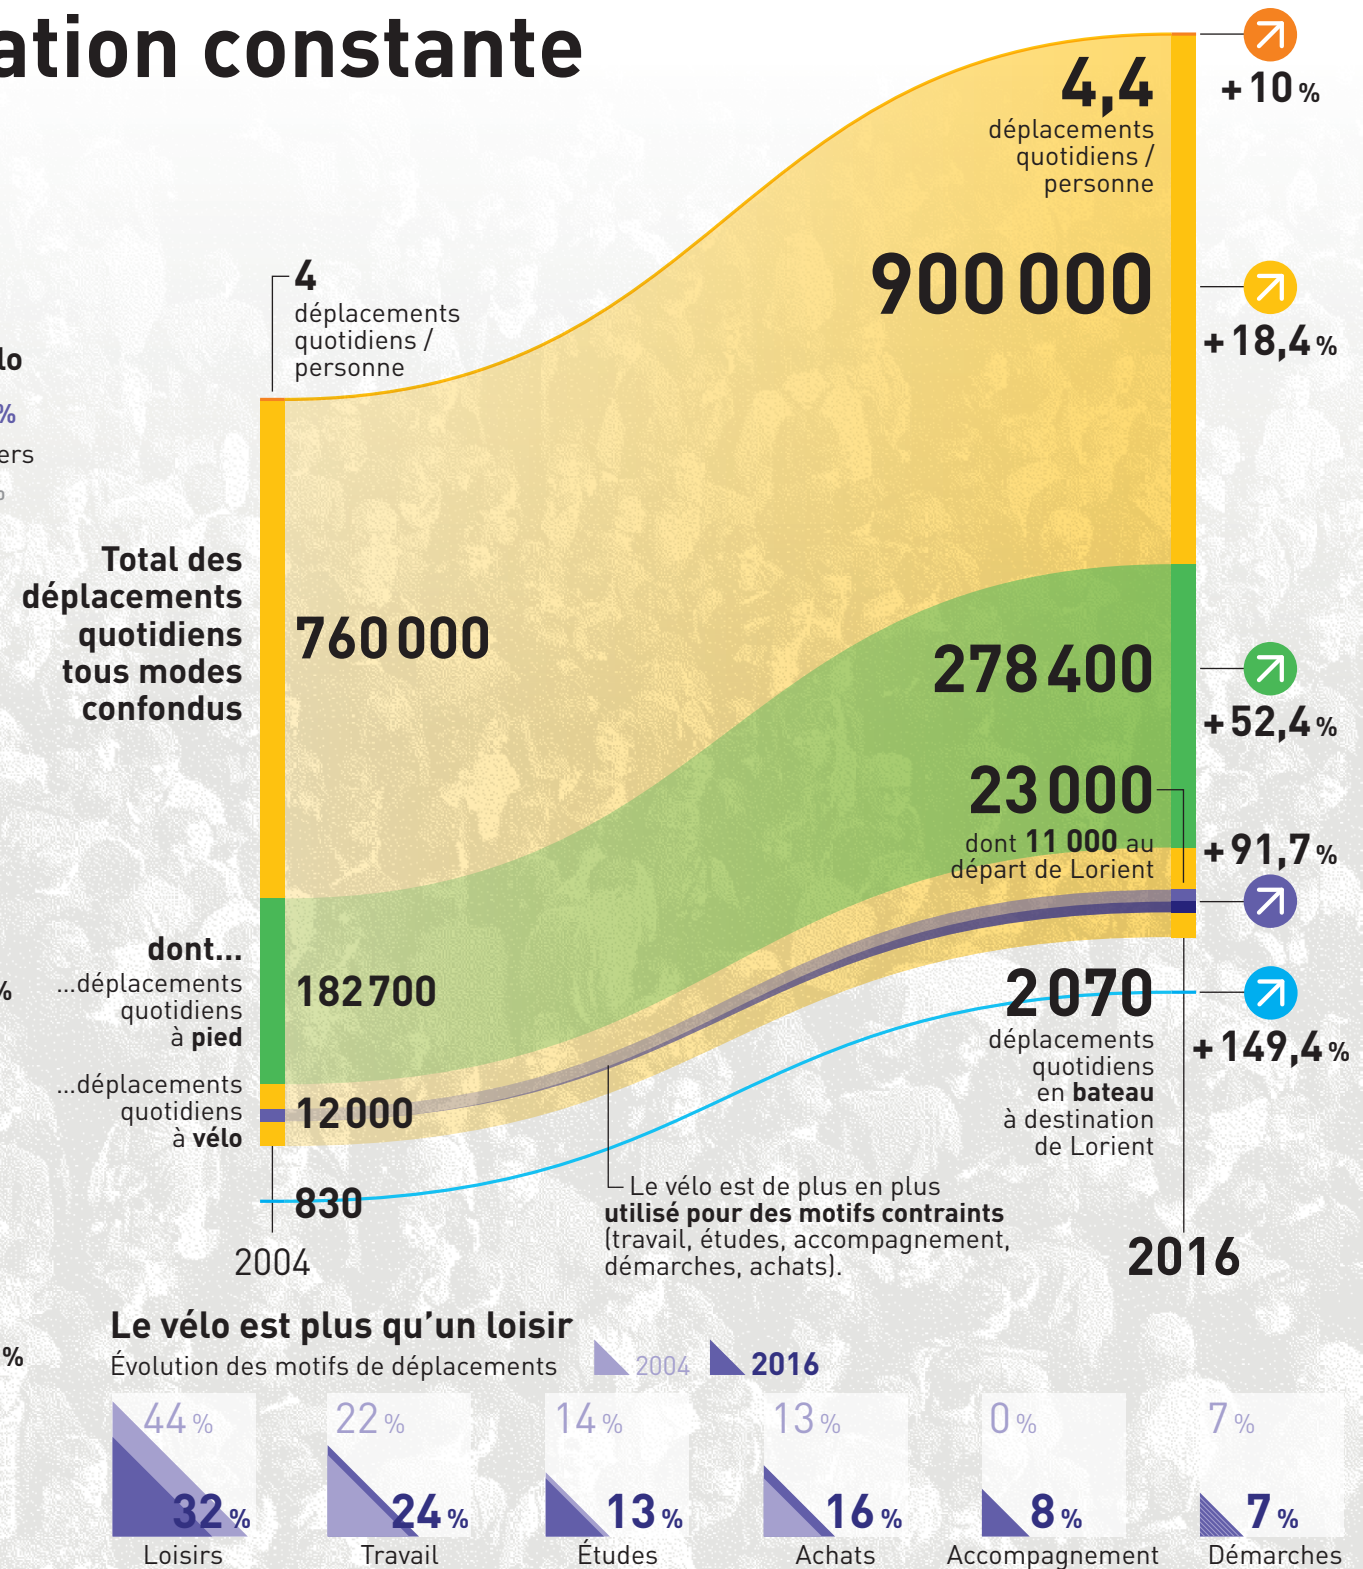 ation constante
4,4
déplacements
quotidiens /
personne
+ 10 %
900 000
+ 18,4 %
4
déplacements
quotidiens /
personne
lo
%
ers
Total des
déplacements
quotidiens
tous modes
confondus
760 000
278 400
+ 52,4 %
23 000
dont 11 000 au
départ de Lorient
+ 91,7 %
dont...
...déplacements
quotidiens
à pied
182 700
%
...déplacements
quotidiens
à vélo
12 000
2 070
déplacements
quotidiens
en bateau
à destination
de Lorient
+ 149,4 %
830
Le vélo est de plus en plus
utilisé pour des motifs contraints
(travail, études, accompagnement,
démarches, achats).
2004
2016
Le vélo est plus qu’un loisir
Évolution des motifs de déplacements
2004 2016
%
44 %
32 %
Loisirs
22 %
24 %
Travail
14 %
13 %
Études
13 %
16 %
Achats
0 %
8 %
Accompagnement
7 %
7 %
Démarches